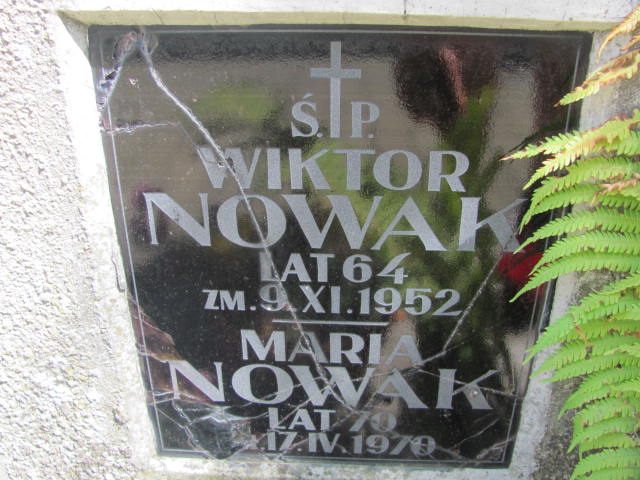 Ś.P.
WIKTOR
NOWAK
LAT 64
ZM. 9.XI.1952
MARIA
NOWAK
LAT 70
17.IV.1970